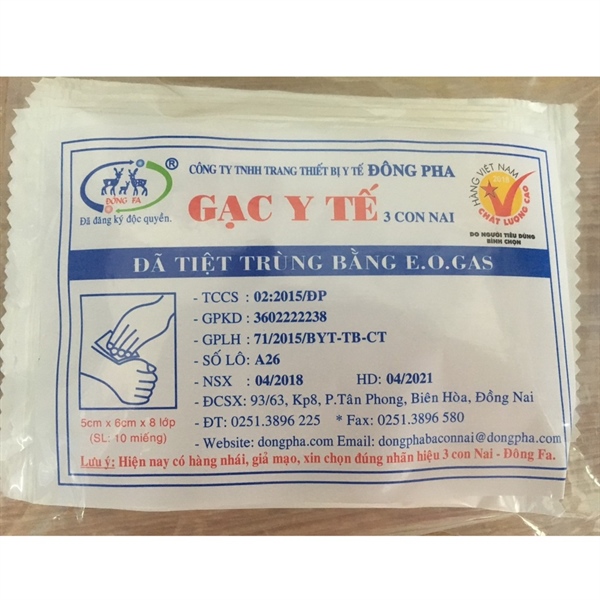 ĐÔNG FA
®
Đã đăng ký độc quyền.
CÔNG TY TNHH TRANG THIẾT BỊ Y TẾ ĐÔNG PHA
GẠC Y TẾ 3 CON NAI
HÀNG VIỆT NAM
2015
CHẤT LƯỢNG CAO
DO NGƯỜI TIÊU DÙNG
BÌNH CHỌN
ĐÃ TIỆT TRÙNG BẰNG E.O.GAS
- TCCS : 02:2015/ĐP
- GPKD : 3602222238
- GPLH : 71/2015/BYT-TB-CT
- SỐ LÔ: A26
- NSX : 04/2018 HD: 04/2021
- ĐCSX: 93/63, Kp8, P.Tân Phong, Biên Hòa, Đồng Nai
- ĐT: 0251.3896 225 * Fax: 0251.3896 580
- Website: dongpha.com Email: dongphabaconnai@dongpha.com
5cm x 6cm x 8 lớp
(SL: 10 miếng)
Lưu ý: Hiện nay có hàng nhái, giả mạo, xin chọn đúng nhãn hiệu 3 con Nai - Đông Fa.